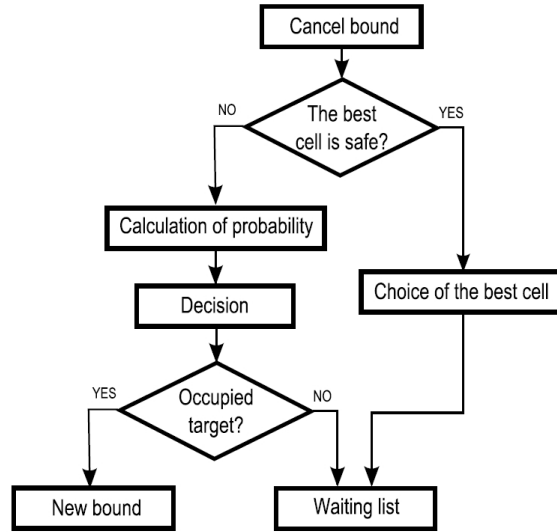 Cancel bound
The best
cell is safe?
NO
YES
Calculation of probability
Decision
Choice of the best cell
Occupied
target?
YES
NO
New bound
Waiting list